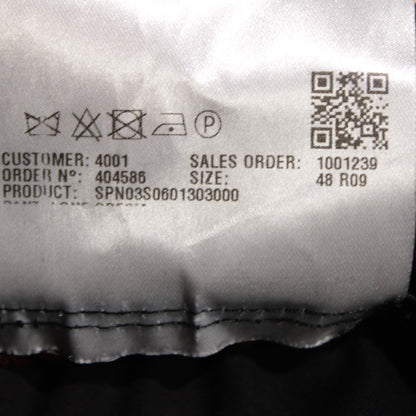 P
CUSTOMER: 4001 SALES ORDER: 1001239
ORDER Nº: 404586 SIZE: 48 R09
PRODUCT: SPN03S0601303000